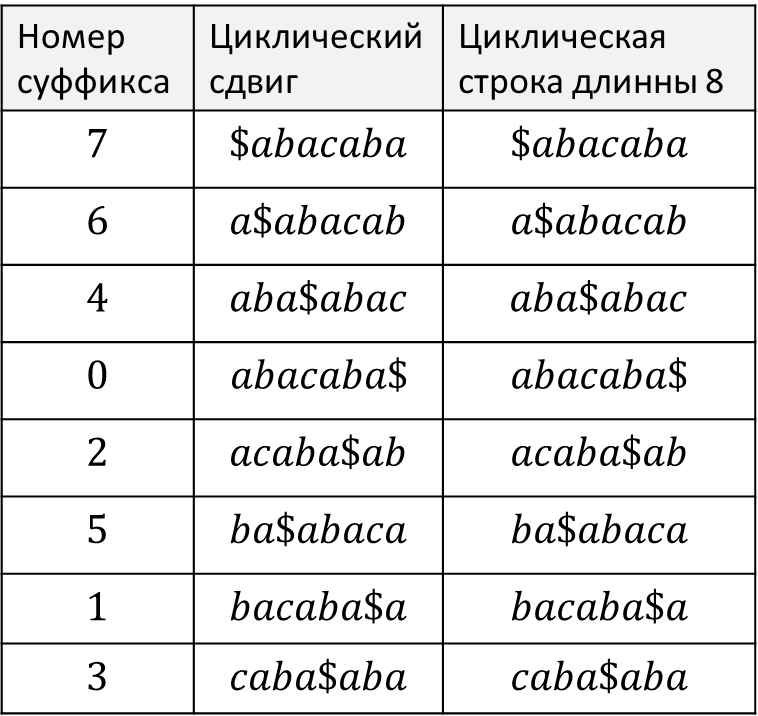 Номер суффикса Циклический сдвиг Циклическая строка длинны 8
7 $abacaba $abacaba
6 a$abacab a$abacab
4 aba$abac aba$abac
0 abacaba$ abacaba$
2 acaba$ab acaba$ab
5 ba$abaca ba$abaca
1 bacaba$a bacaba$a
3 caba$aba caba$aba